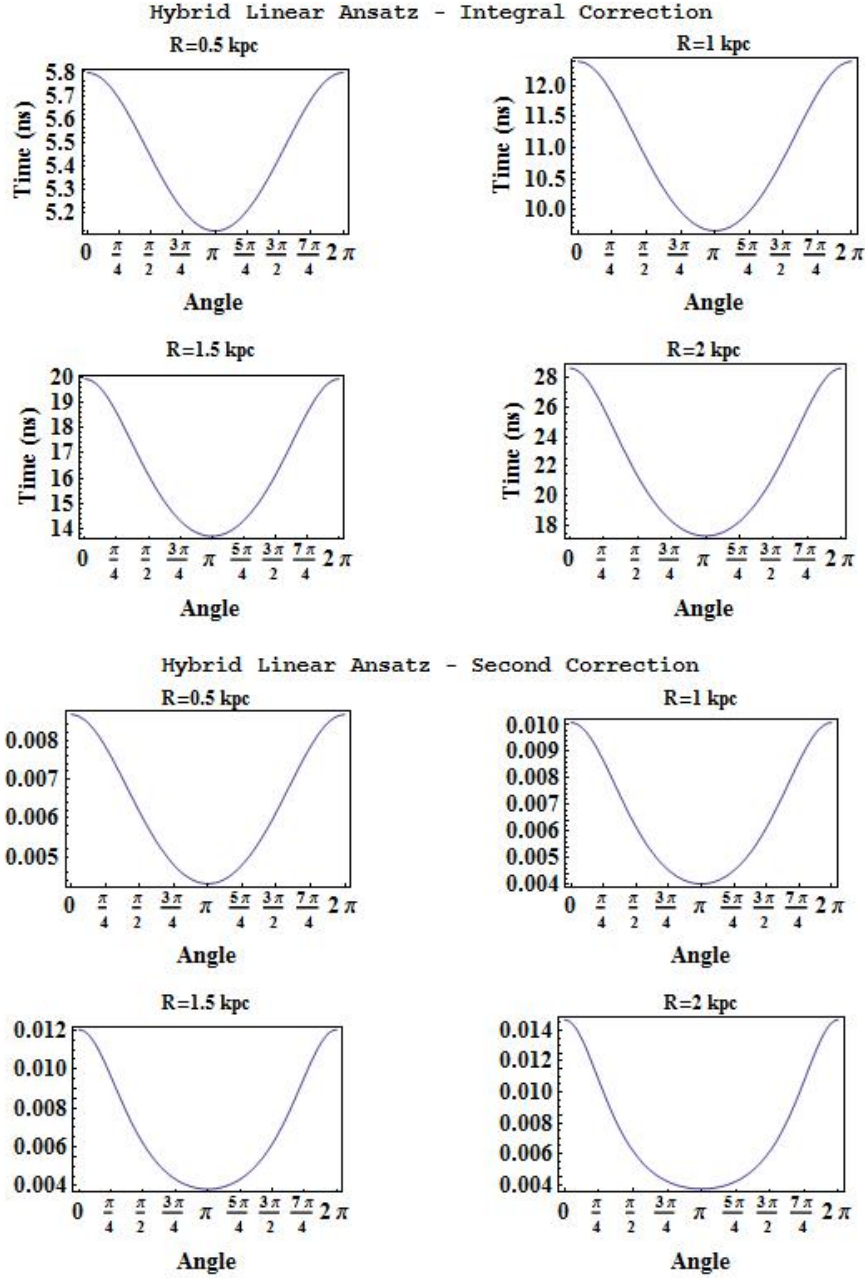 Hybrid Linear Ansatz - Integral Correction
R=0.5 kpc
Time (ns)
5.8
5.7
5.6
5.5
5.4
5.3
5.2
0 π/4 π/2 3π/4 π 5π/4 3π/2 7π/4 2π
Angle
R=1 kpc
Time (ns)
12.0
11.5
11.0
10.5
10.0
0 π/4 π/2 3π/4 π 5π/4 3π/2 7π/4 2π
Angle
R=1.5 kpc
Time (ns)
20
19
18
17
16
15
14
0 π/4 π/2 3π/4 π 5π/4 3π/2 7π/4 2π
Angle
R=2 kpc
Time (ns)
28
26
24
22
20
18
0 π/4 π/2 3π/4 π 5π/4 3π/2 7π/4 2π
Angle
Hybrid Linear Ansatz - Second Correction
R=0.5 kpc
0.008
0.007
0.006
0.005
0 π/4 π/2 3π/4 π 5π/4 3π/2 7π/4 2π
Angle
R=1 kpc
0.010
0.009
0.008
0.007
0.006
0.005
0.004
0 π/4 π/2 3π/4 π 5π/4 3π/2 7π/4 2π
Angle
R=1.5 kpc
0.012
0.010
0.008
0.006
0.004
0 π/4 π/2 3π/4 π 5π/4 3π/2 7π/4 2π
Angle
R=2 kpc
0.014
0.012
0.010
0.008
0.006
0.004
0 π/4 π/2 3π/4 π 5π/4 3π/2 7π/4 2π
Angle